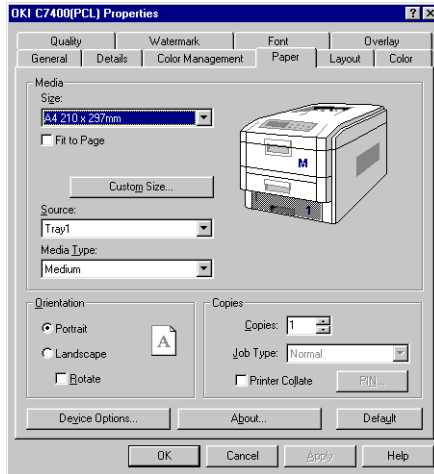 OKI C7400(PCL) Properties
Quality Watermark Font Overlay
General Details Color Management Paper Layout Color
Media
Size:
A4 210 x 297mm
Fit to Page
Custom Size...
Source:
Tray1
Media Type:
Medium
M
1
Orientation
Portrait
Landscape
Rotate
A
Copies
Copies: 1
Job Type: Normal
Printer Collate PIN...
Device Options... About... Default
OK Cancel Apply Help